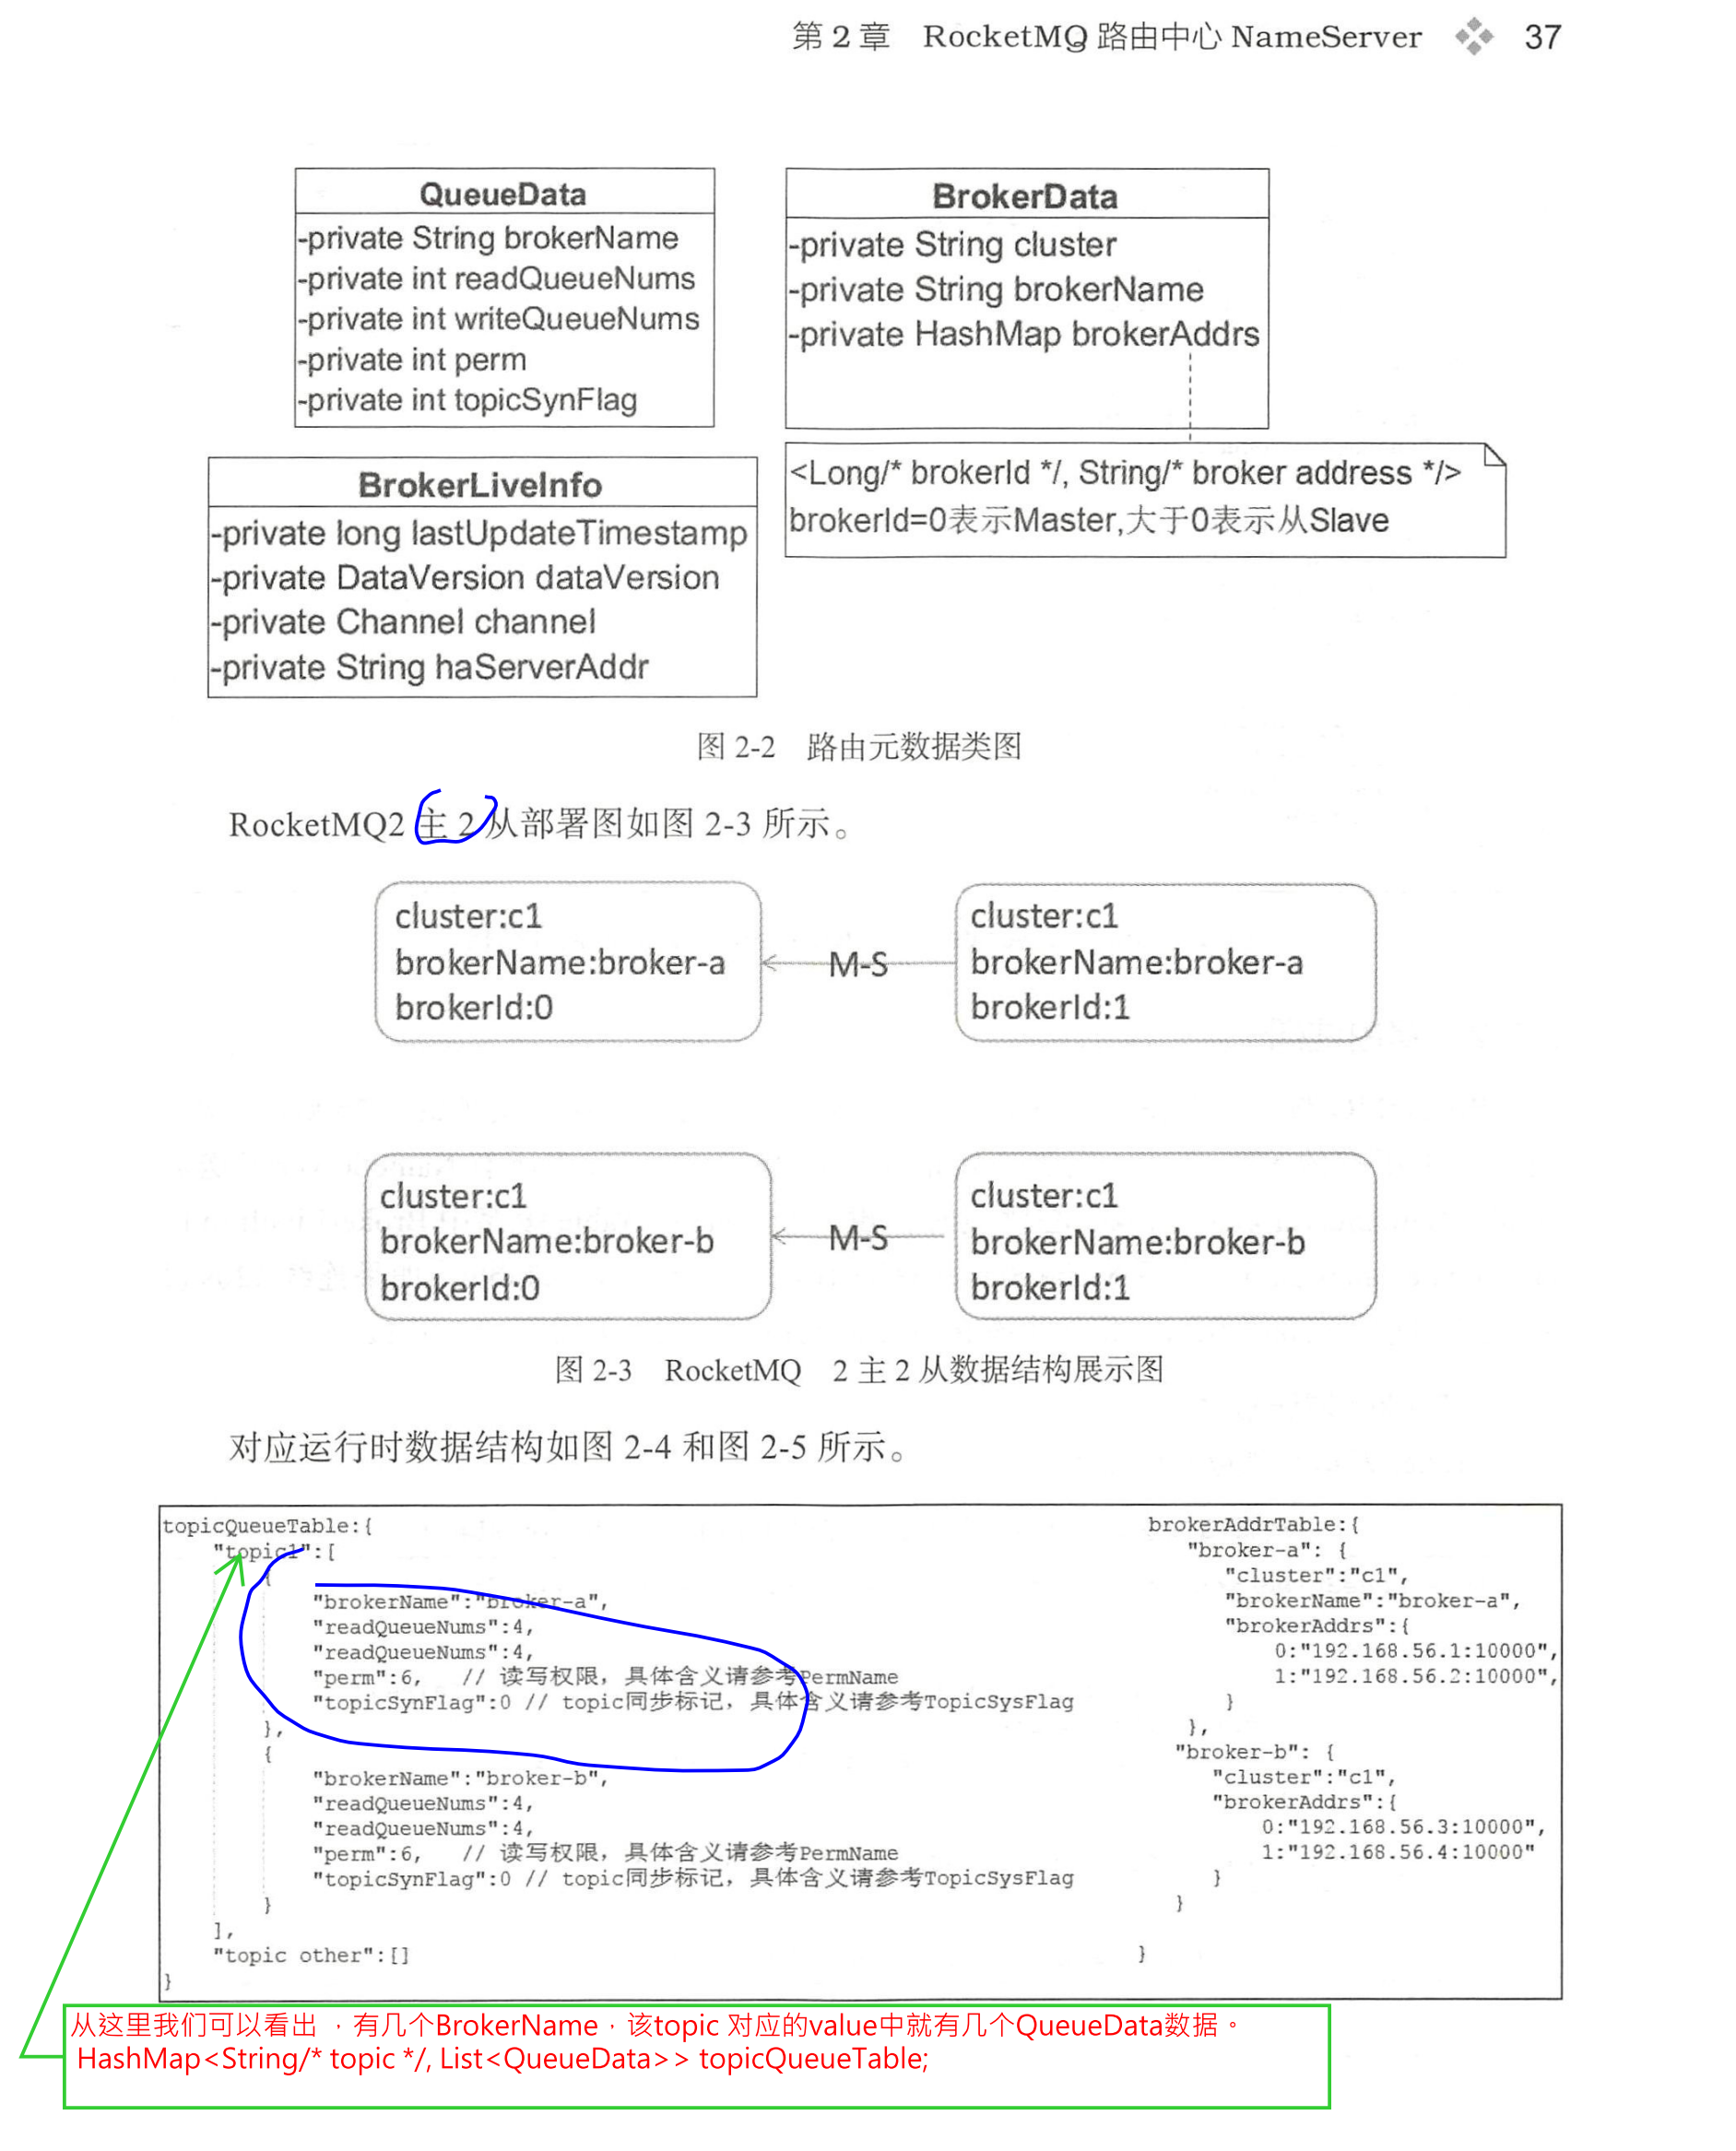 第 2 章 RocketMQ 路由中心 NameServer 37
QueueData
-private String brokerName
-private int readQueueNums
-private int writeQueueNums
-private int perm
-private int topicSynFlag
BrokerData
-private String cluster
-private String brokerName
-private HashMap brokerAddrs
<Long/* brokerId */, String/* broker address */>
brokerId=0表示Master,大于0表示从Slave
BrokerLiveInfo
-private long lastUpdateTimestamp
-private DataVersion dataVersion
-private Channel channel
-private String haServerAddr
图 2-2 路由元数据类图
RocketMQ2 主 2 从部署图如图 2-3 所示。
cluster:c1
brokerName:broker-a
brokerId:0
M-S
cluster:c1
brokerName:broker-a
brokerId:1
cluster:c1
brokerName:broker-b
brokerId:0
M-S
cluster:c1
brokerName:broker-b
brokerId:1
图 2-3 RocketMQ 2 主 2 从数据结构展示图
对应运行时数据结构如图 2-4 和图 2-5 所示。
topicQueueTable:{
"topic1":[
{
"brokerName":"broker-a",
"readQueueNums":4,
"readQueueNums":4,
"perm":6, // 读写权限，具体含义请参考PermName
"topicSynFlag":0 // topic同步标记，具体含义请参考TopicSysFlag
},
{
"brokerName":"broker-b",
"readQueueNums":4,
"readQueueNums":4,
"perm":6, // 读写权限，具体含义请参考PermName
"topicSynFlag":0 // topic同步标记，具体含义请参考TopicSysFlag
}
],
"topic other":[]
}
brokerAddrTable:{
"broker-a": {
"cluster":"c1",
"brokerName":"broker-a",
"brokerAddrs":{
0:"192.168.56.1:10000",
1:"192.168.56.2:10000",
}
},
"broker-b": {
"cluster":"c1",
"brokerAddrs":{
0:"192.168.56.3:10000",
1:"192.168.56.4:10000"
}
}
}
从这里我们可以看出 ，有几个BrokerName，该topic 对应的value中就有几个QueueData数据 。
HashMap<String/* topic */, List<QueueData>> topicQueueTable;